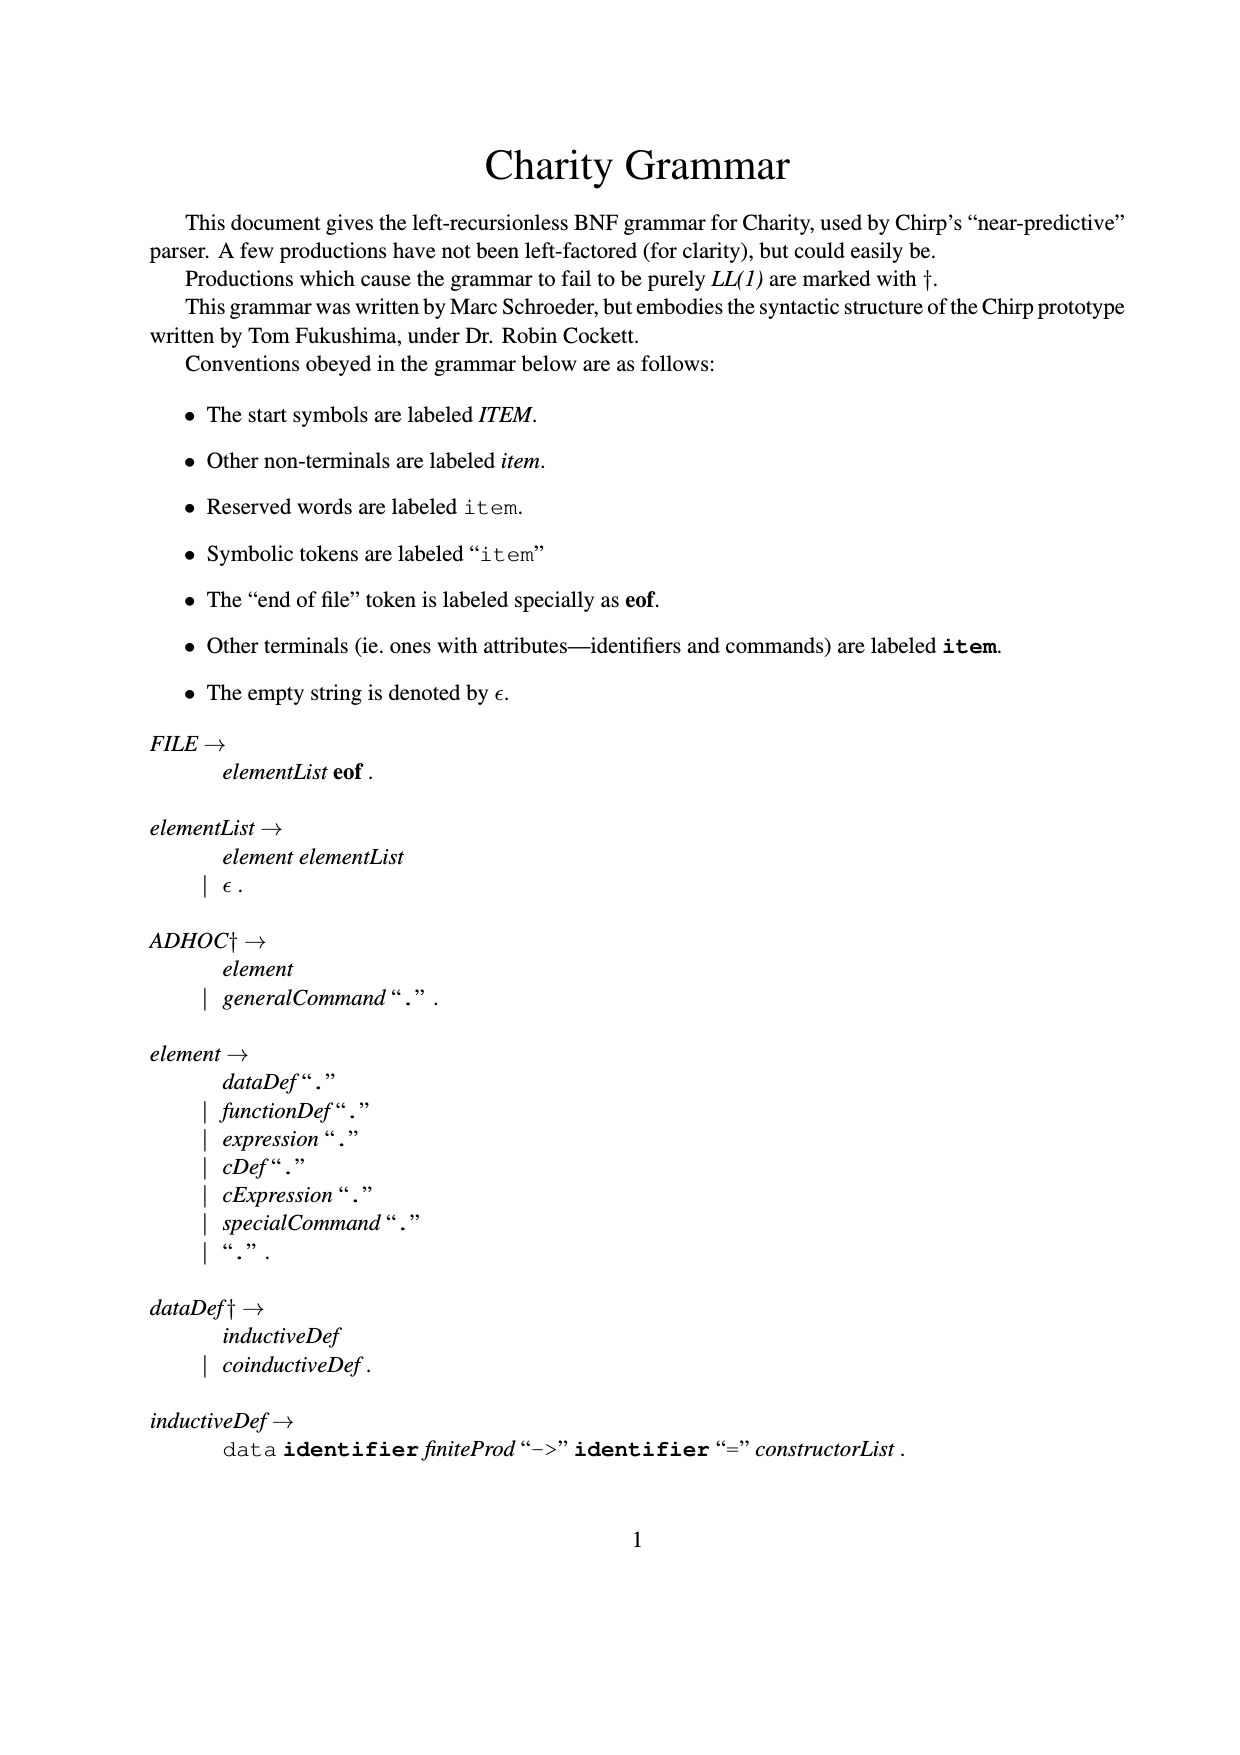 Charity Grammar
This document gives the left-recursionless BNF grammar for Charity, used by Chirp's “near-predictive”
parser. A few productions have not been left-factored (for clarity), but could easily be.
Productions which cause the grammar to fail to be purely LL(1) are marked with †.
This grammar was written by Marc Schroeder, but embodies the syntactic structure of the Chirp prototype
written by Tom Fukushima, under Dr. Robin Cockett.
Conventions obeyed in the grammar below are as follows:
• The start symbols are labeled ITEM.
• Other non-terminals are labeled item.
• Reserved words are labeled item.
• Symbolic tokens are labeled “item”
• The “end of file” token is labeled specially as eof.
• Other terminals (ie. ones with attributes—identifiers and commands) are labeled item.
• The empty string is denoted by ϵ.
FILE →
elementList eof .
elementList →
element elementList
| ϵ .
ADHOC† →
element
| generalCommand “.” .
element →
dataDef “.”
| functionDef “.”
| expression “.”
| cDef “.”
| cExpression “.”
| specialCommand “.”
| “.” .
dataDef† →
inductiveDef
| coinductiveDef .
inductiveDef →
data identifier finiteProd “−>” identifier “=” constructorList .
1